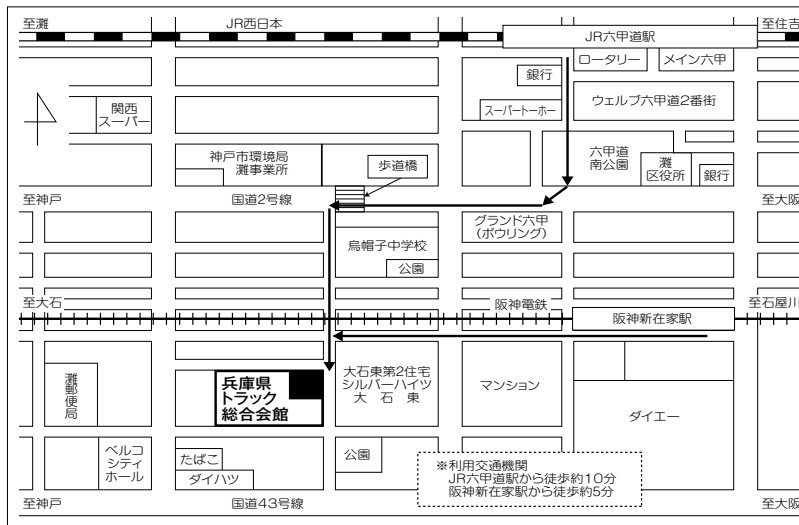 至灘
JR西日本
JR六甲道駅
至住吉
ロータリー
メイン六甲
銀行
関西
スーパー
スーパートーホー
ウェルブ六甲道2番街
神戸市環境局
灘事業所
歩道橋
六甲道
南公園
灘
区役所
銀行
至神戸
国道2号線
至大阪
グランド六甲
(ボウリング)
烏帽子中学校
公園
至大石
阪神電鉄
至石屋川
阪神新在家駅
灘郵便局
兵庫県
トラック
総合会館
大石東第2住宅
シルバーハイツ
大石東
マンション
ダイエー
ベルコ
シティ
ホール
たばこ
ダイハツ
公園
※利用交通機関
JR六甲道駅から徒歩約10分
阪神新在家駅から徒歩約5分
至神戸
国道43号線
至大阪